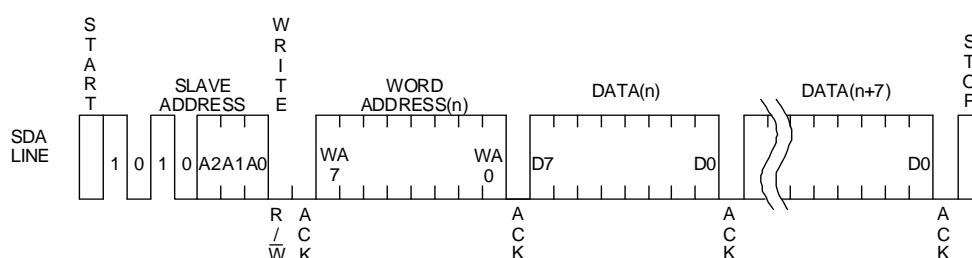 START
WRITE
STOP
SLAVE
ADDRESS
WORD
ADDRESS(n)
DATA(n)
DATA(n+7)
SDA
LINE
1 0 1 0 A2 A1 A0
WA
7
WA
0
D7
D0
D0
R/W
ACK
ACK
ACK
ACK